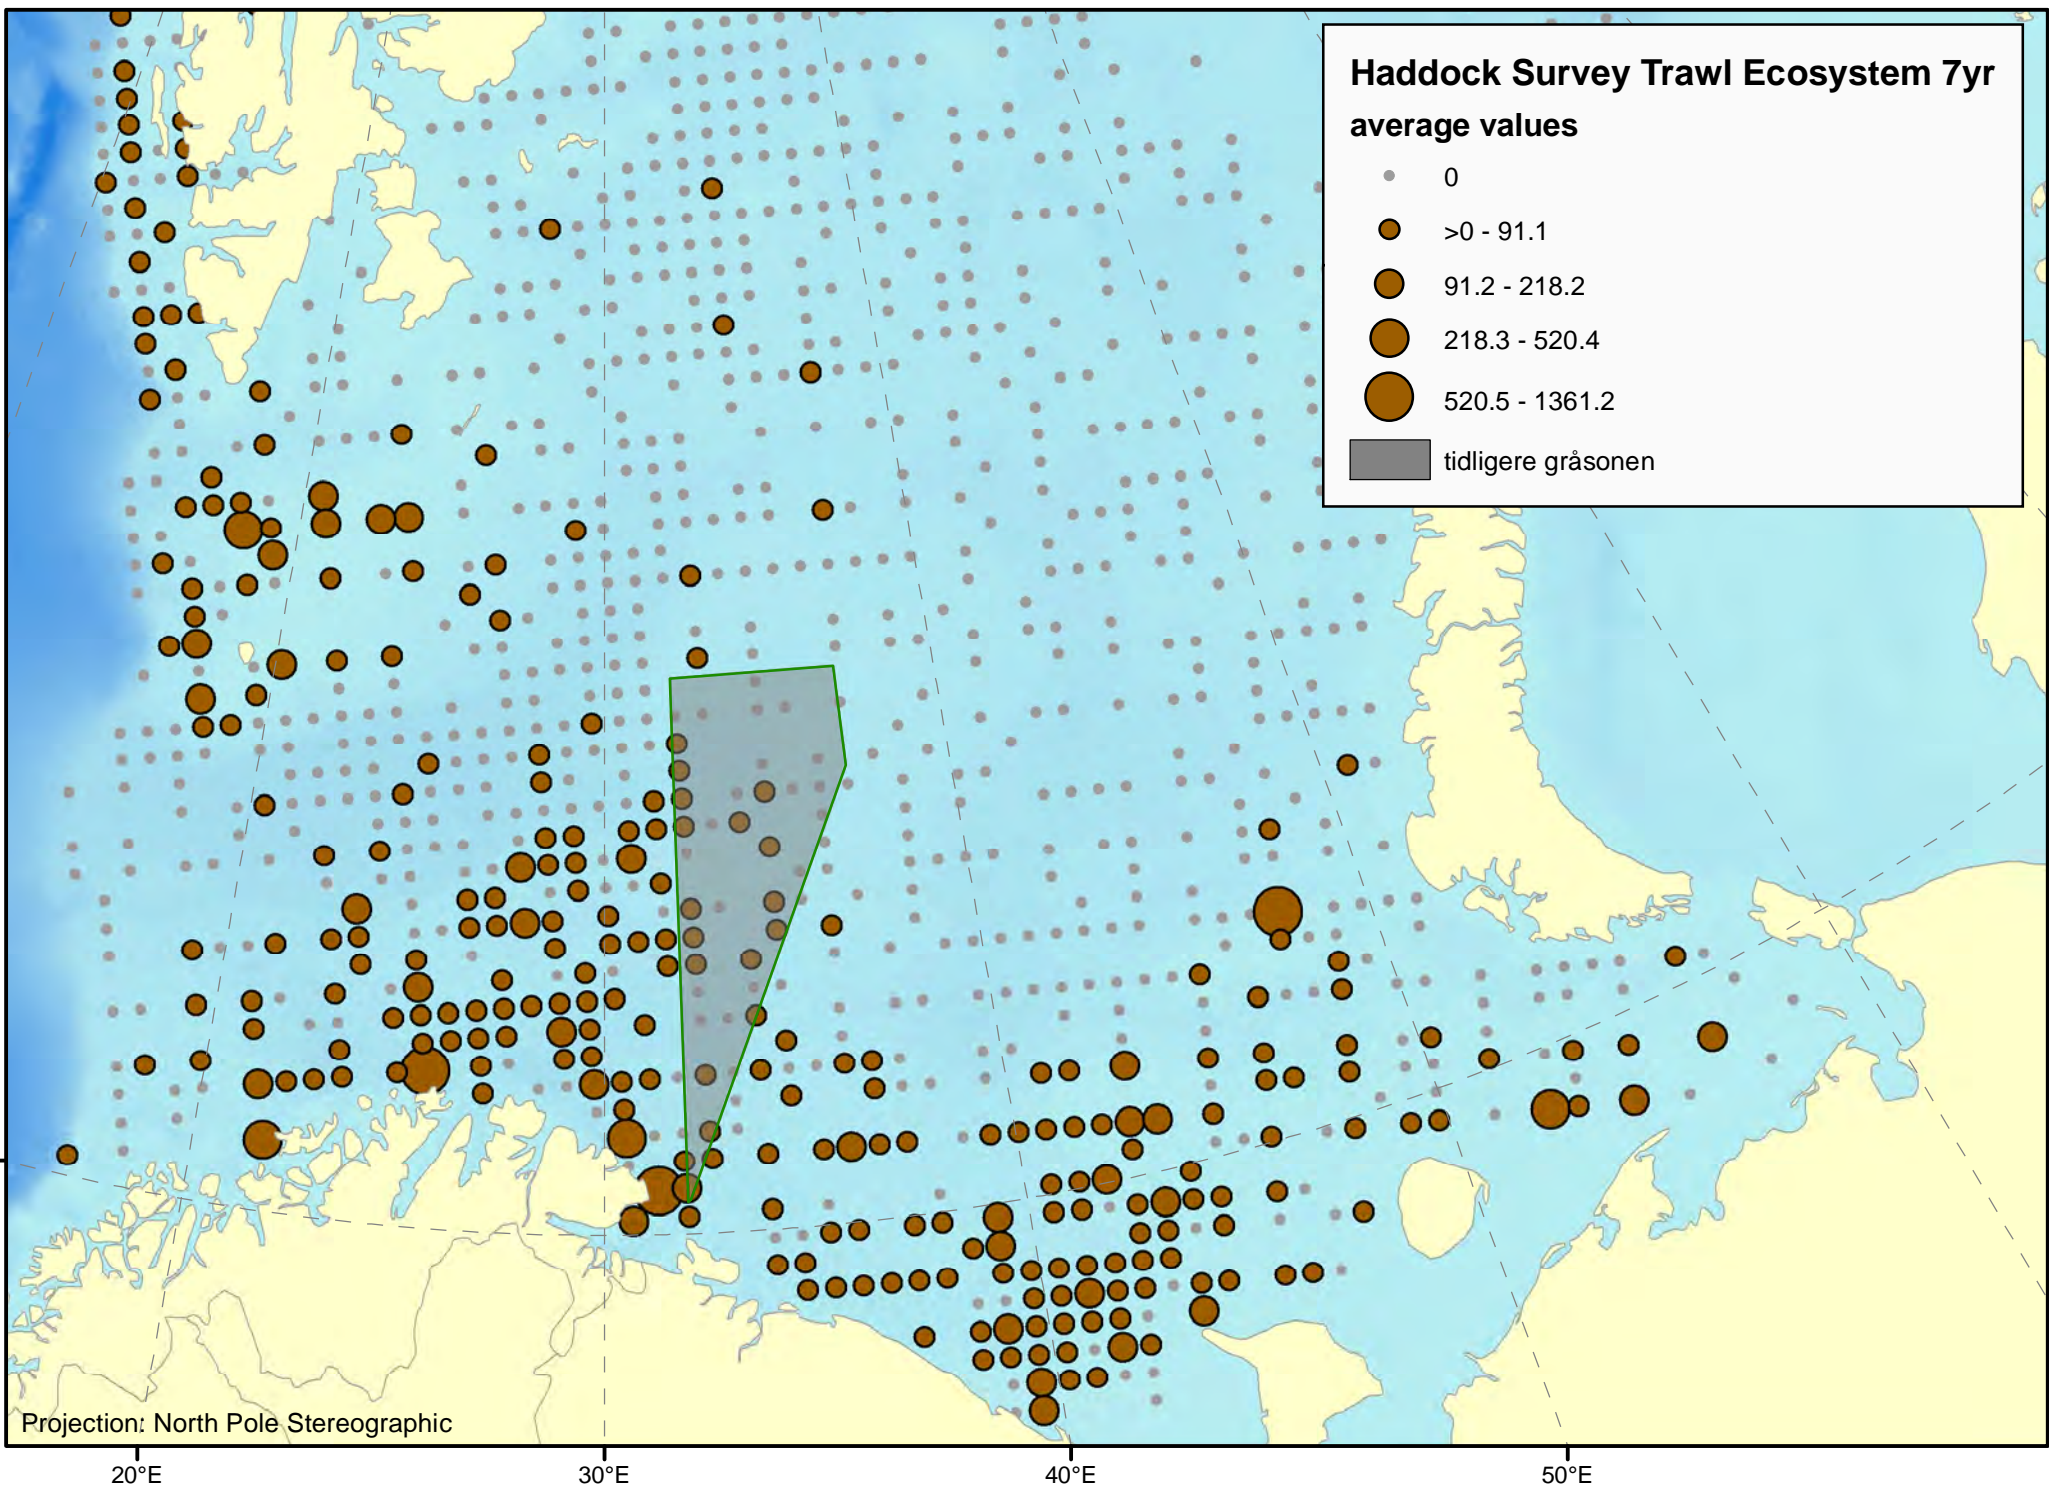 Haddock Survey Trawl Ecosystem 7yr
average values
0
>0 - 91.1
91.2 - 218.2
218.3 - 520.4
520.5 - 1361.2
tidligere gråsonen
Projection: North Pole Stereographic
20°E 30°E 40°E 50°E